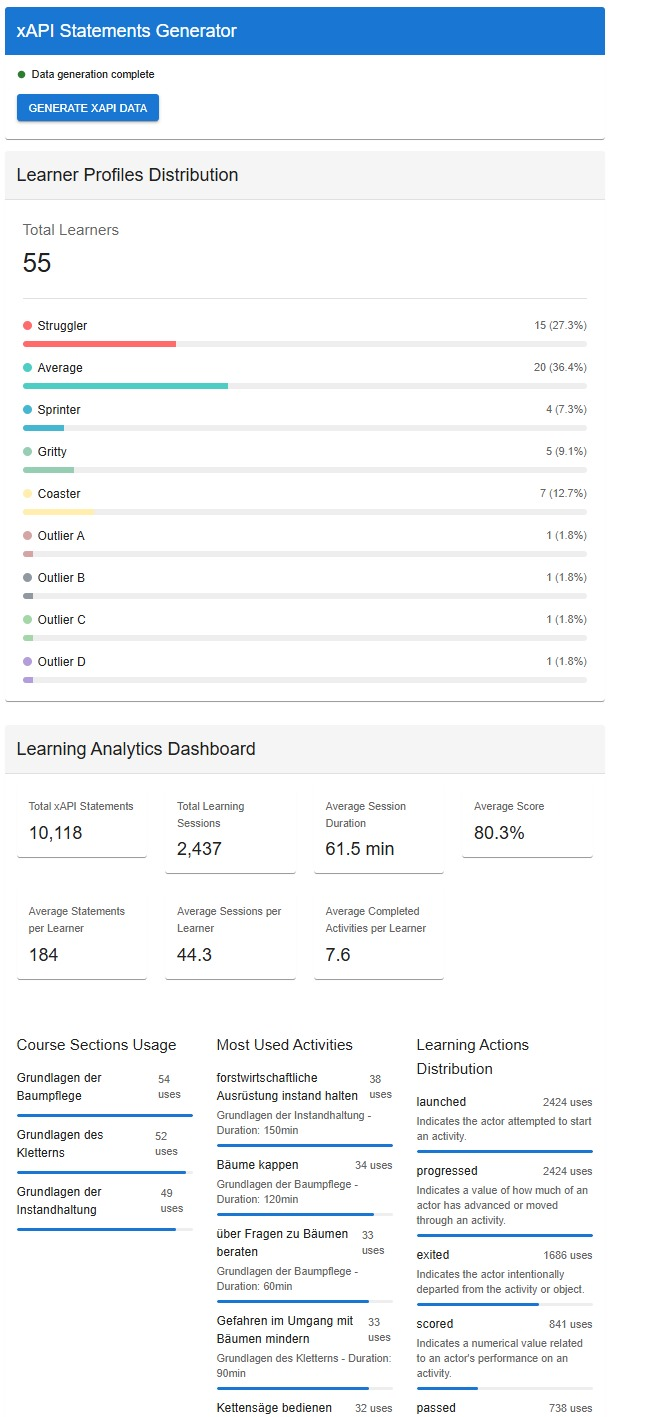 xAPI Statements Generator
Data generation complete
GENERATE XAPI DATA
Learner Profiles Distribution
Total Learners
55
Struggler 15 (27.3%)
Average 20 (36.4%)
Sprinter 4 (7.3%)
Gritty 5 (9.1%)
Coaster 7 (12.7%)
Outlier A 1 (1.8%)
Outlier B 1 (1.8%)
Outlier C 1 (1.8%)
Outlier D 1 (1.8%)
Learning Analytics Dashboard
Total xAPI Statements
10,118
Total Learning
Sessions
2,437
Average Session
Duration
61.5 min
Average Score
80.3%
Average Statements
per Learner
184
Average Sessions per
Learner
44.3
Average Completed
Activities per Learner
7.6
Course Sections Usage
Grundlagen der 54
Baumpflege uses
Grundlagen des 52
Kletterns uses
Grundlagen der 49
Instandhaltung uses
Most Used Activities
forstwirtschaftliche 38
Ausrüstung instand halten uses
Grundlagen der Instandhaltung -
Duration: 150min
Bäume kappen 34 uses
Grundlagen der Baumpflege -
Duration: 120min
über Fragen zu Bäumen 33
beraten uses
Grundlagen der Baumpflege -
Duration: 60min
Gefahren im Umgang mit 33
Bäumen mindern uses
Grundlagen des Kletterns - Duration:
90min
Kettensäge bedienen 32 uses
Learning Actions
Distribution
launched 2424 uses
Indicates the actor attempted to start
an activity.
progressed 2424 uses
Indicates a value of how much of an
actor has advanced or moved
through an activity.
exited 1686 uses
Indicates the actor intentionally
departed from the activity or object.
scored 841 uses
Indicates a numerical value related
to an actor's performance on an
activity.
passed 738 uses